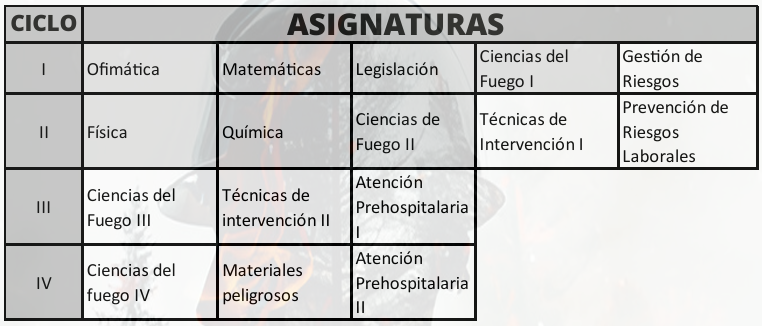 CICLO ASIGNATURAS
I Ofimática Matemáticas Legislación Ciencias del Fuego I Gestión de Riesgos
II Física Química Ciencias de Fuego II Técnicas de Intervención I Prevención de Riesgos Laborales
III Ciencias del Fuego III Técnicas de intervención II Atención Prehospitalaria I
IV Ciencias del fuego IV Materiales peligrosos Atención Prehospitalaria II